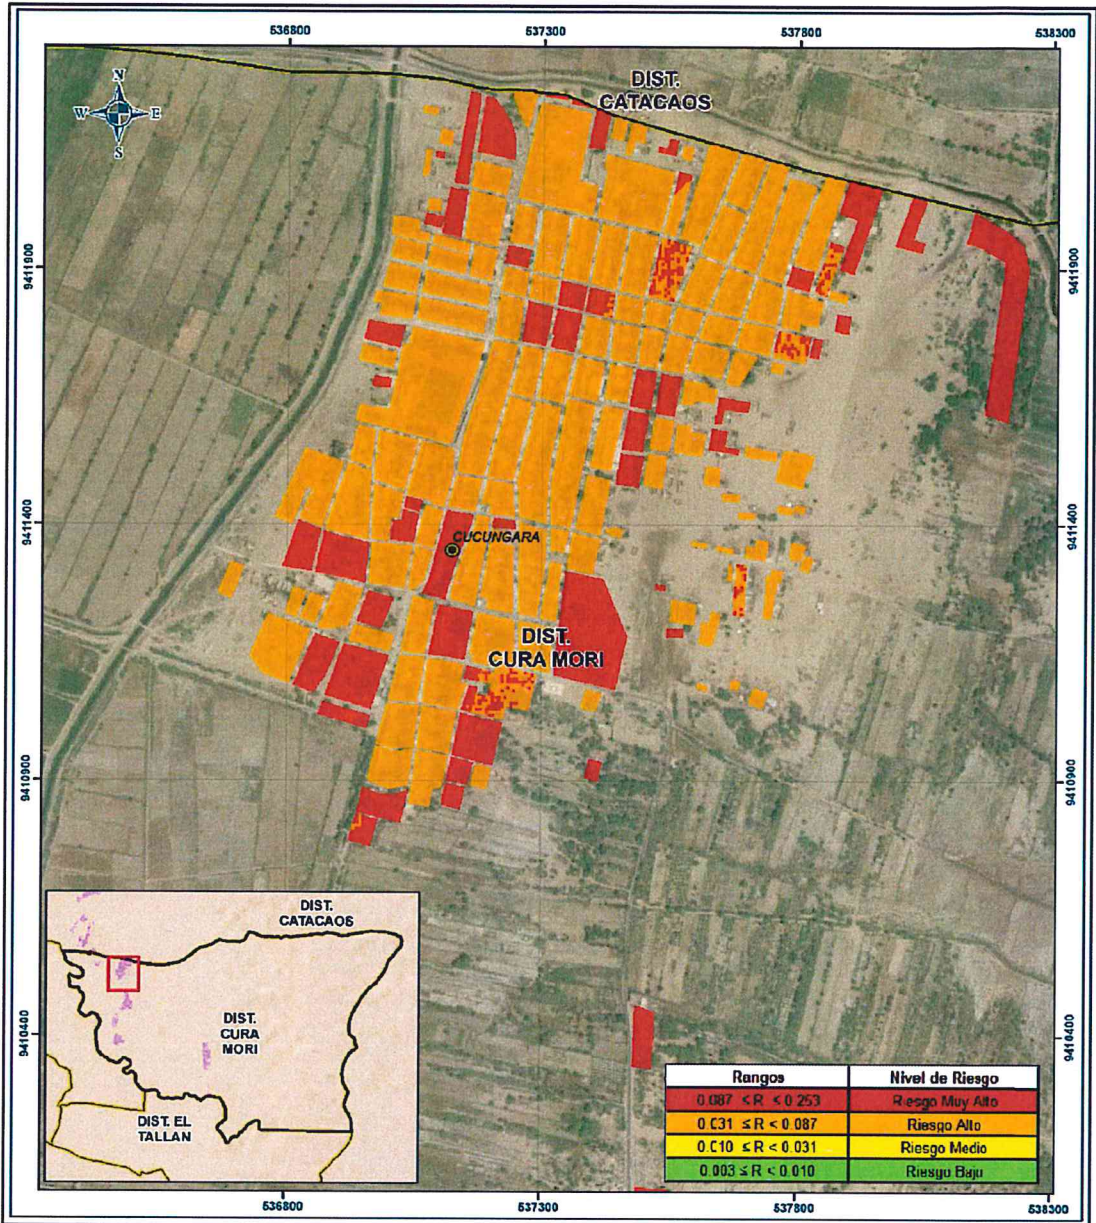 536800 537300 537800 538300
N
W E
S
DIST.
CATACAOS
9411900 9411900
9411400 9411400
CUCUNGARA
DIST.
CURA MORI
9410900 9410900
DIST.
CATACAOS
DIST.
CURA
MORI
DIST. EL
TALLAN
9410400 9410400
Rangos Nivel de Riesgo
0.087 ≤ R < 0.253 Riesgo Muy Alto
0.031 ≤ R < 0.087 Riesgo Alto
0.010 ≤ R < 0.031 Riesgo Medio
0.003 ≤ R < 0.010 Riesgo Bajo
536800 537300 537800 538300